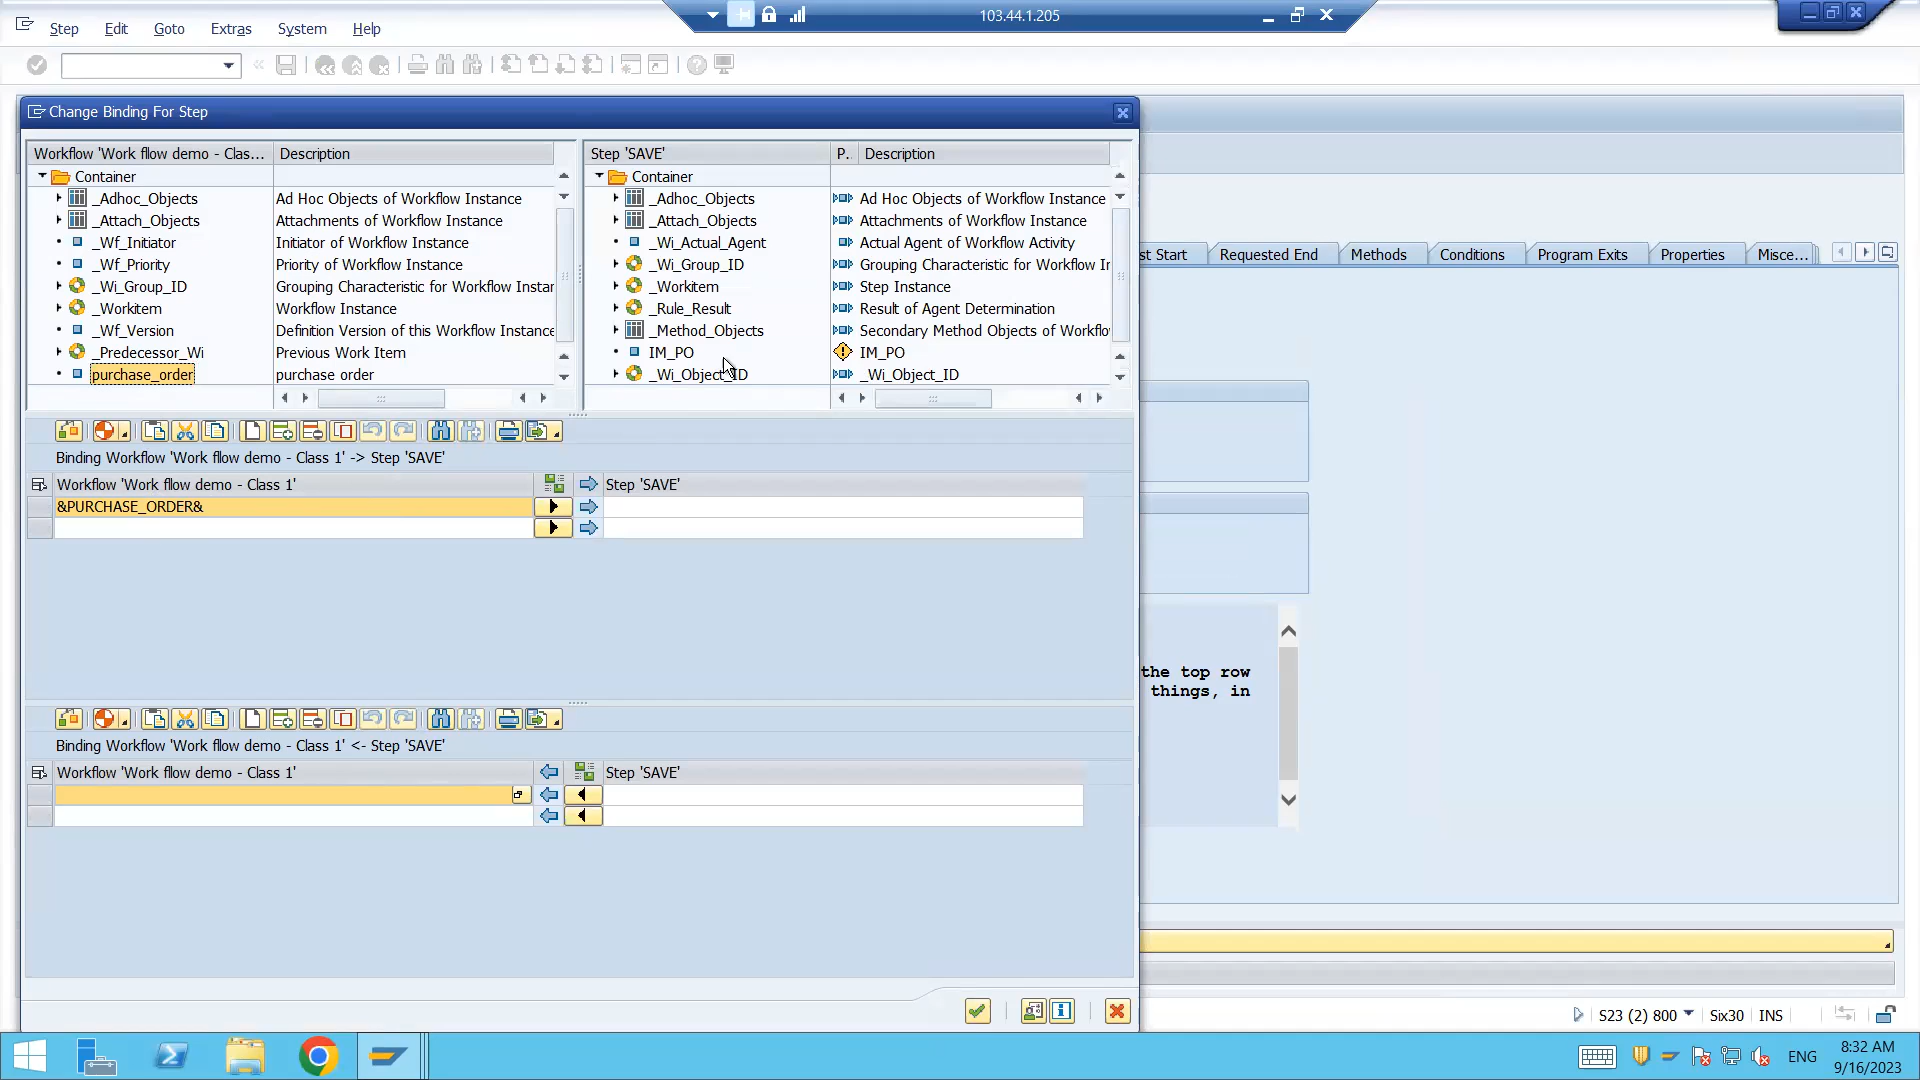 103.44.1.205
Step Edit Goto Extras System Help
Change Binding For Step
Workflow 'Work fllow demo - Clas... Description
Container
_Adhoc_Objects Ad Hoc Objects of Workflow Instance
_Attach_Objects Attachments of Workflow Instance
_Wf_Initiator Initiator of Workflow Instance
_Wf_Priority Priority of Workflow Instance
_Wi_Group_ID Grouping Characteristic for Workflow Instar
_Workitem Workflow Instance
_Wf_Version Definition Version of this Workflow Instance
_Predecessor_Wi Previous Work Item
purchase_order purchase order
Step 'SAVE' P.. Description
Container
_Adhoc_Objects Ad Hoc Objects of Workflow Instance
_Attach_Objects Attachments of Workflow Instance
_Wi_Actual_Agent Actual Agent of Workflow Activity
_Wi_Group_ID Grouping Characteristic for Workflow Ir
_Workitem Step Instance
_Rule_Result Result of Agent Determination
_Method_Objects Secondary Method Objects of Workflo
IM_PO IM_PO
_Wi_Object_ID _Wi_Object_ID
st Start Requested End Methods Conditions Program Exits Properties Misce...
Binding Workflow 'Work fllow demo - Class 1' -> Step 'SAVE'
Workflow 'Work fllow demo - Class 1' Step 'SAVE'
&PURCHASE_ORDER&
the top row
things, in
Binding Workflow 'Work fllow demo - Class 1' <- Step 'SAVE'
Workflow 'Work fllow demo - Class 1' Step 'SAVE'
S23 (2) 800 Six30 INS
ENG
8:32 AM
9/16/2023